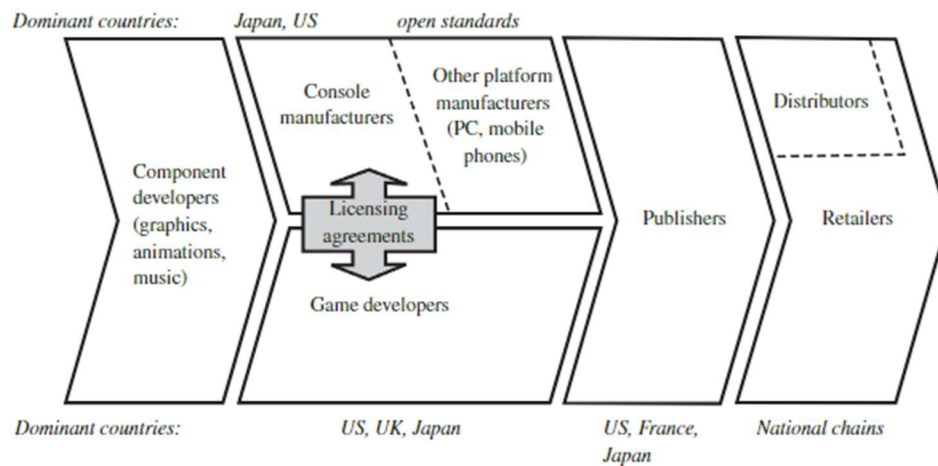 Dominant countries:
Japan, US
open standards
Component
developers
(graphics,
animations,
music)
Console
manufacturers
Other platform
manufacturers
(PC, mobile
phones)
Licensing
agreements
Game developers
Publishers
Distributors
Retailers
Dominant countries:
US, UK, Japan
US, France,
Japan
National chains